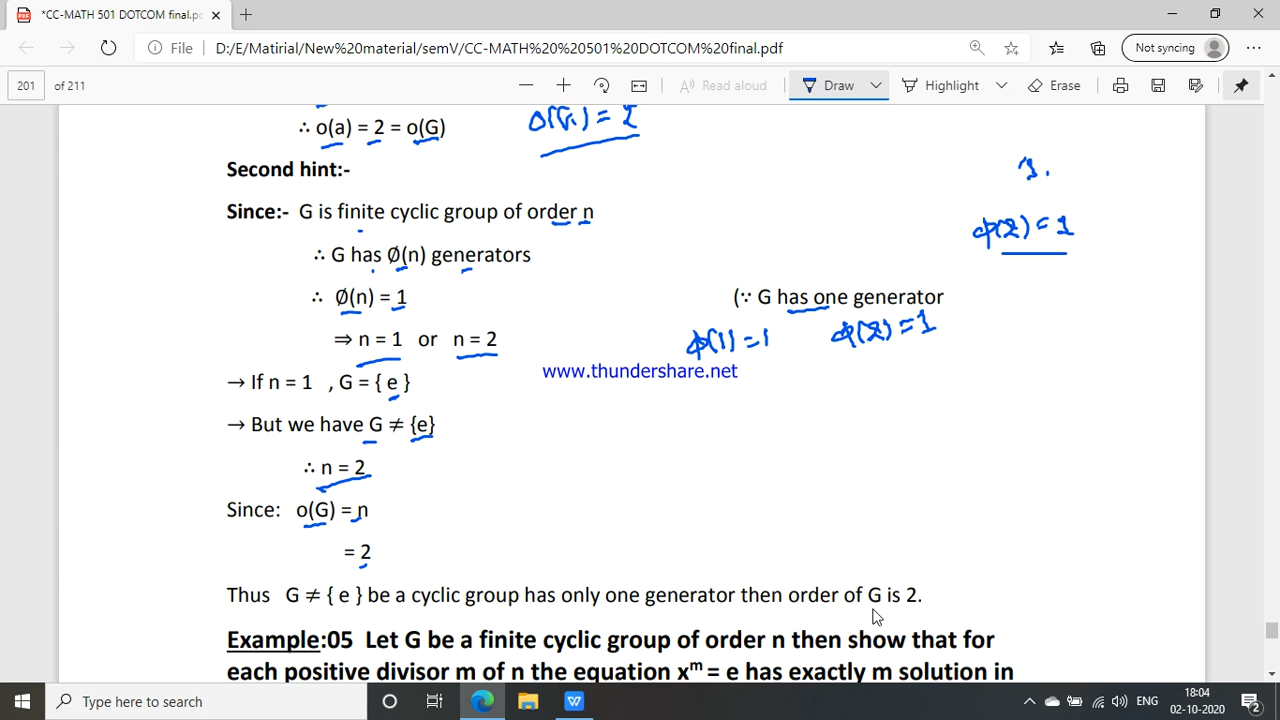 *CC-MATH 501 DOTCOM final.pd
File D:/E/Matirial/New%20material/semV/CC-MATH%20%20501%20DOTCOM%20final.pdf
Not syncing
201 of 211
Read aloud
Draw
Highlight
Erase
∴ o(a) = 2 = o(G)
Second hint:-
1.
Since:- G is finite cyclic group of order n
φ(2) = 1
∴ G has Ø(n) generators
∴ Ø(n) = 1 (∵ G has one generator
⇒ n = 1 or n = 2 φ(1) = 1 φ(2) = 1
www.thundershare.net
→ If n = 1 , G = { e }
→ But we have G ≠ {e}
∴ n = 2
Since: o(G) = n
= 2
Thus G ≠ { e } be a cyclic group has only one generator then order of G is 2.
Example:05 Let G be a finite cyclic group of order n then show that for
each positive divisor m of n the equation xᵐ = e has exactly m solution in
Type here to search
ENG
18:04
02-10-2020
2